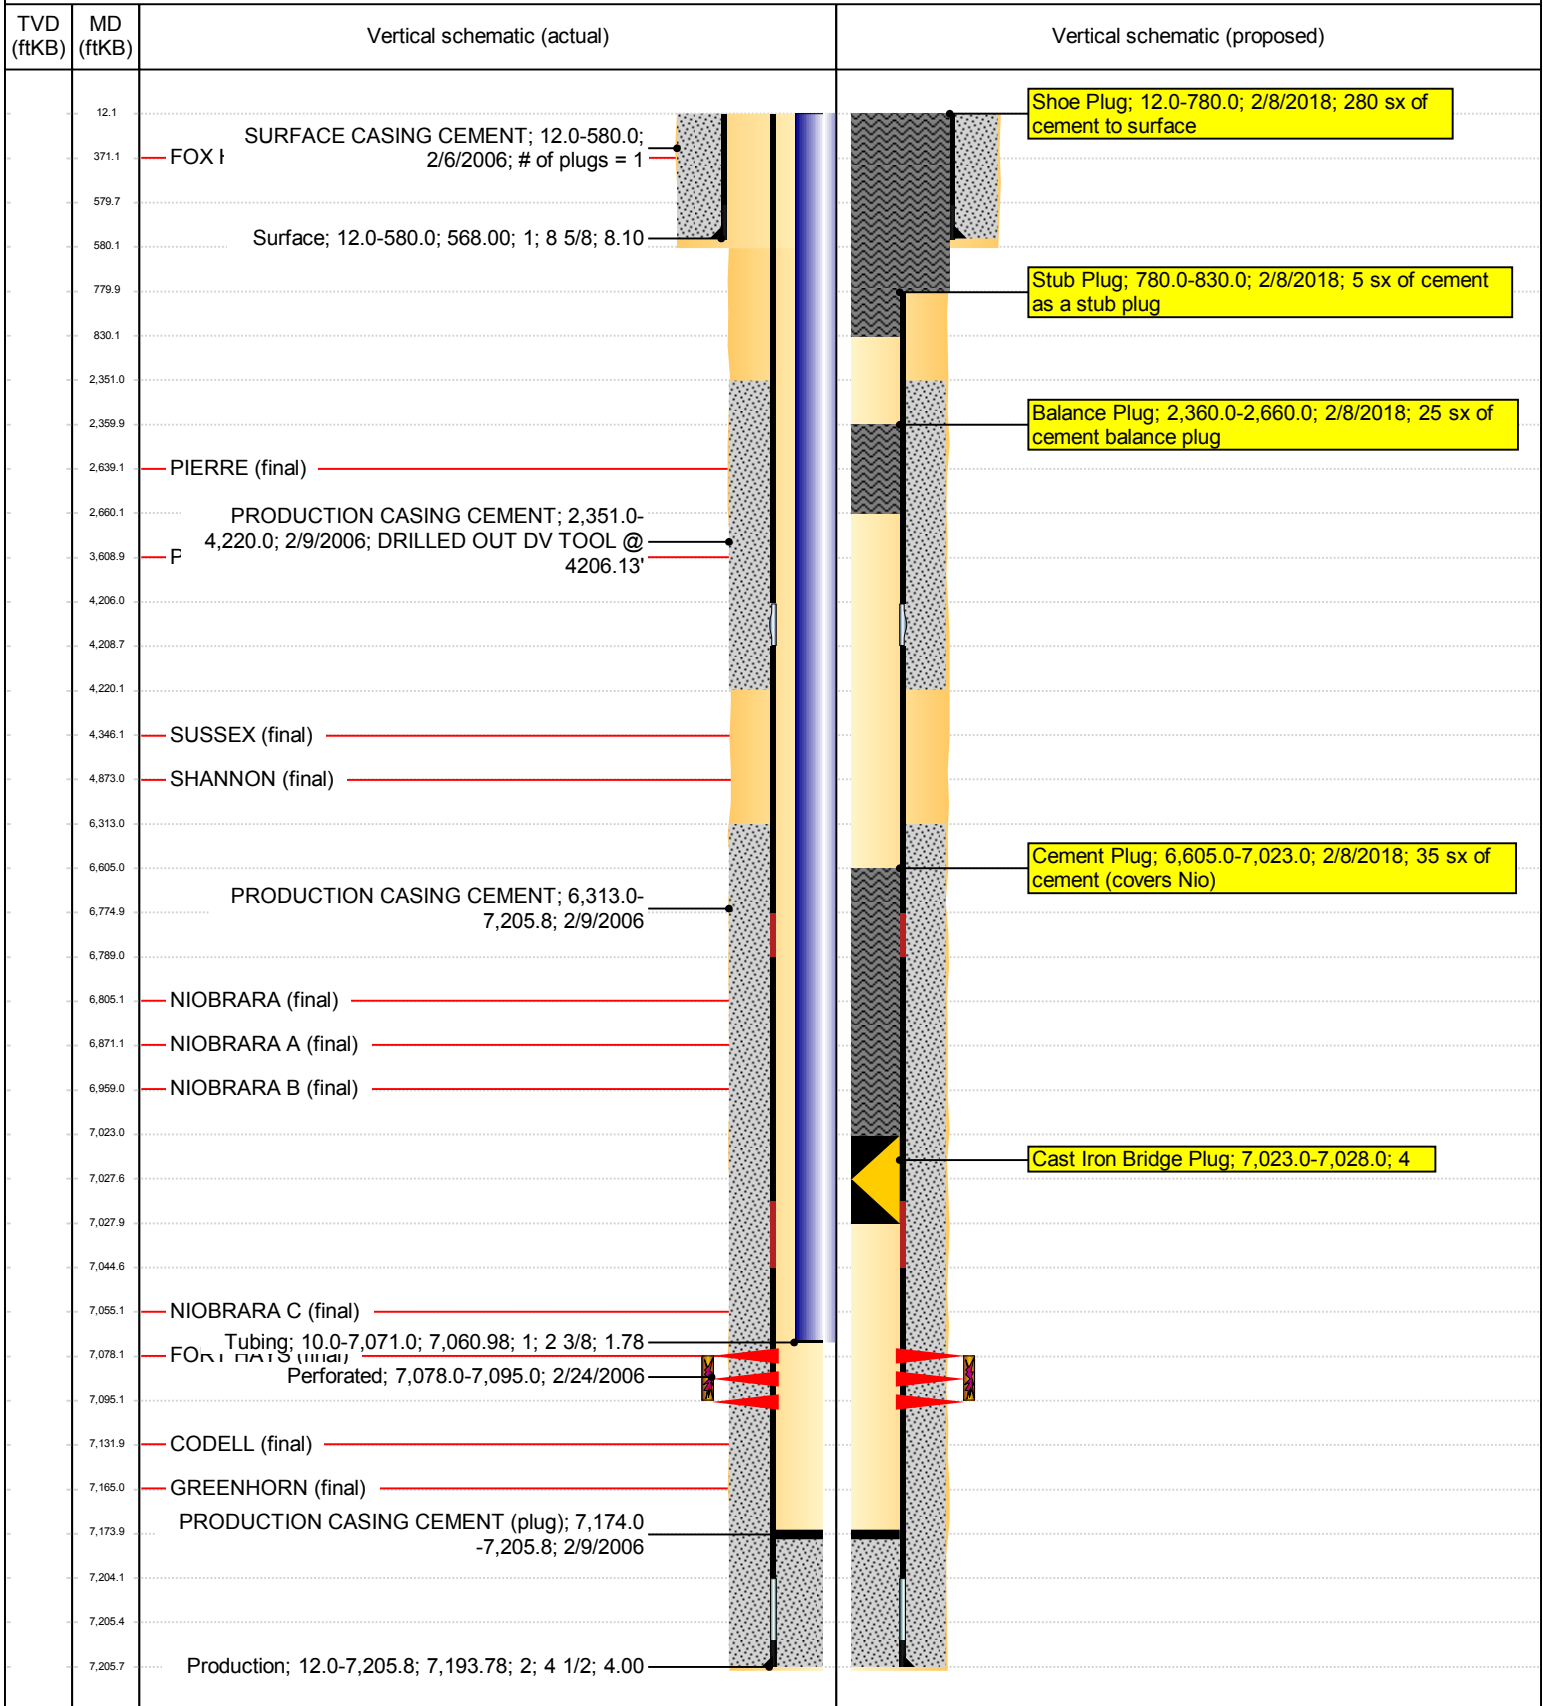 TVD
(ftKB)
MD
(ftKB)
Vertical schematic (actual)
Vertical schematic (proposed)
12.1
371.1
579.7
580.1
779.9
830.1
2,351.0
2,359.9
2,639.1
2,660.1
3,608.9
4,206.0
4,208.7
4,220.1
4,346.1
4,873.0
6,313.0
6,605.0
6,774.9
6,789.0
6,805.1
6,871.1
6,959.0
7,023.0
7,027.6
7,027.9
7,044.6
7,055.1
7,078.1
7,095.1
7,131.9
7,165.0
7,173.9
7,204.1
7,205.4
7,205.7
SURFACE CASING CEMENT; 12.0-580.0;
2/6/2006; # of plugs = 1
FOX
Surface; 12.0-580.0; 568.00; 1; 8 5/8; 8.10
PIERRE (final)
PRODUCTION CASING CEMENT; 2,351.0-
4,220.0; 2/9/2006; DRILLED OUT DV TOOL @
4206.13'
P
SUSSEX (final)
SHANNON (final)
PRODUCTION CASING CEMENT; 6,313.0-
7,205.8; 2/9/2006
NIOBRARA (final)
NIOBRARA A (final)
NIOBRARA B (final)
NIOBRARA C (final)
Tubing; 10.0-7,071.0; 7,060.98; 1; 2 3/8; 1.78
FORT HAYS (final)
Perforated; 7,078.0-7,095.0; 2/24/2006
CODELL (final)
GREENHORN (final)
PRODUCTION CASING CEMENT (plug); 7,174.0
-7,205.8; 2/9/2006
Production; 12.0-7,205.8; 7,193.78; 2; 4 1/2; 4.00
Shoe Plug; 12.0-780.0; 2/8/2018; 280 sx of
cement to surface
Stub Plug; 780.0-830.0; 2/8/2018; 5 sx of cement
as a stub plug
Balance Plug; 2,360.0-2,660.0; 2/8/2018; 25 sx of
cement balance plug
Cement Plug; 6,605.0-7,023.0; 2/8/2018; 35 sx of
cement (covers Nio)
Cast Iron Bridge Plug; 7,023.0-7,028.0; 4